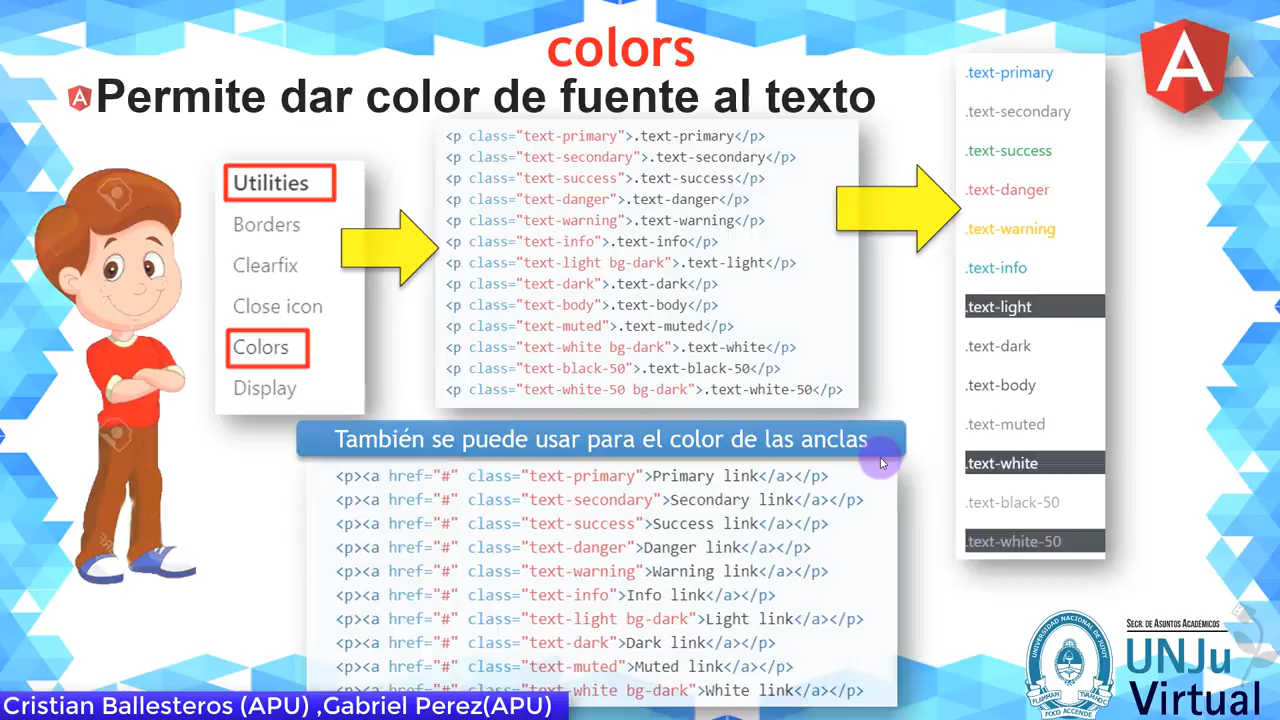 colors
Permite dar color de fuente al texto
Utilities
Borders
Clearfix
Close icon
Colors
Display
<p class="text-primary">.text-primary</p>
<p class="text-secondary">.text-secondary</p>
<p class="text-success">.text-success</p>
<p class="text-danger">.text-danger</p>
<p class="text-warning">.text-warning</p>
<p class="text-info">.text-info</p>
<p class="text-light bg-dark">.text-light</p>
<p class="text-dark">.text-dark</p>
<p class="text-body">.text-body</p>
<p class="text-muted">.text-muted</p>
<p class="text-white bg-dark">.text-white</p>
<p class="text-black-50">.text-black-50</p>
<p class="text-white-50 bg-dark">.text-white-50</p>
.text-primary
.text-secondary
.text-success
.text-danger
.text-warning
.text-info
.text-light
.text-dark
.text-body
.text-muted
.text-white
.text-black-50
.text-white-50
También se puede usar para el color de las anclas
<p><a href="#" class="text-primary">Primary link</a></p>
<p><a href="#" class="text-secondary">Secondary link</a></p>
<p><a href="#" class="text-success">Success link</a></p>
<p><a href="#" class="text-danger">Danger link</a></p>
<p><a href="#" class="text-warning">Warning link</a></p>
<p><a href="#" class="text-info">Info link</a></p>
<p><a href="#" class="text-light bg-dark">Light link</a></p>
<p><a href="#" class="text-dark">Dark link</a></p>
<p><a href="#" class="text-muted">Muted link</a></p>
<p><a href="#" class="text-white bg-dark">White link</a></p>
UNIVERSIDAD NACIONAL DE JUJUY
SECR. DE ASUNTOS ACADÉMICOS
UNJu
Virtual
Cristian Ballesteros (APU) ,Gabriel Perez(APU)